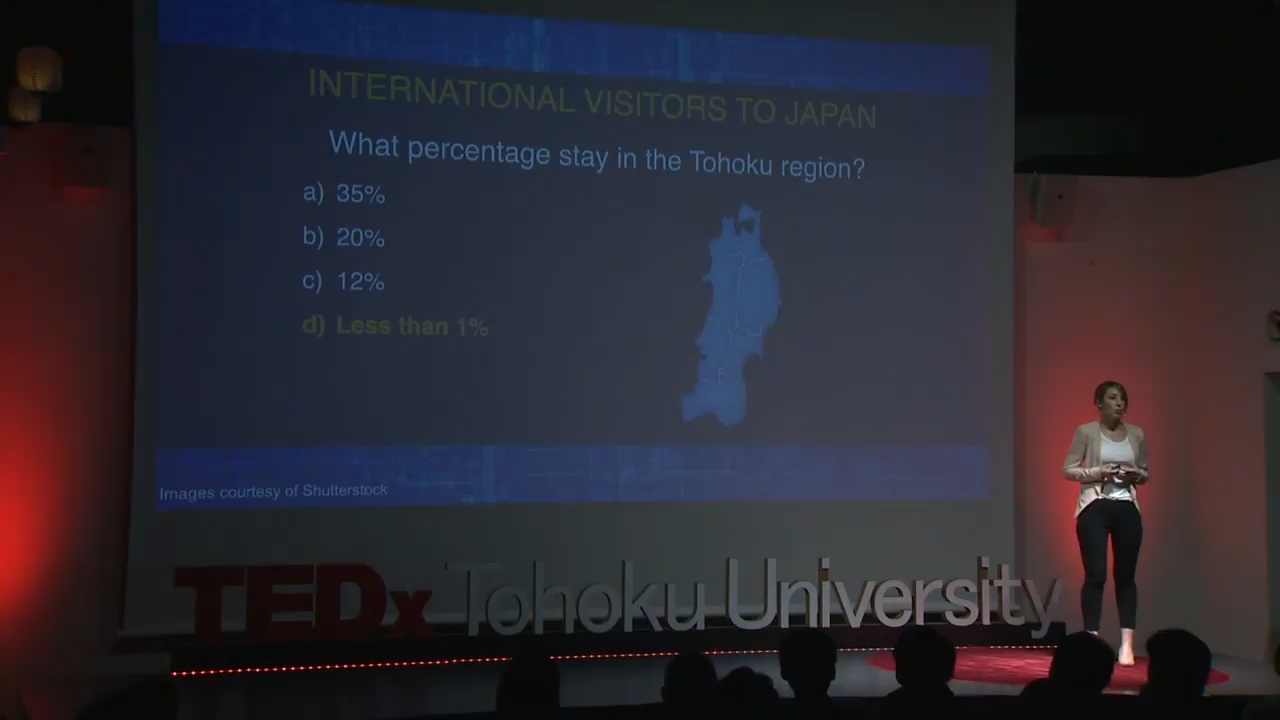 INTERNATIONAL VISITORS TO JAPAN
What percentage stay in the Tohoku region?
a) 35%
b) 20%
c) 12%
d) Less than 1%
Images courtesy of Shutterstock
TEDx Tohoku University